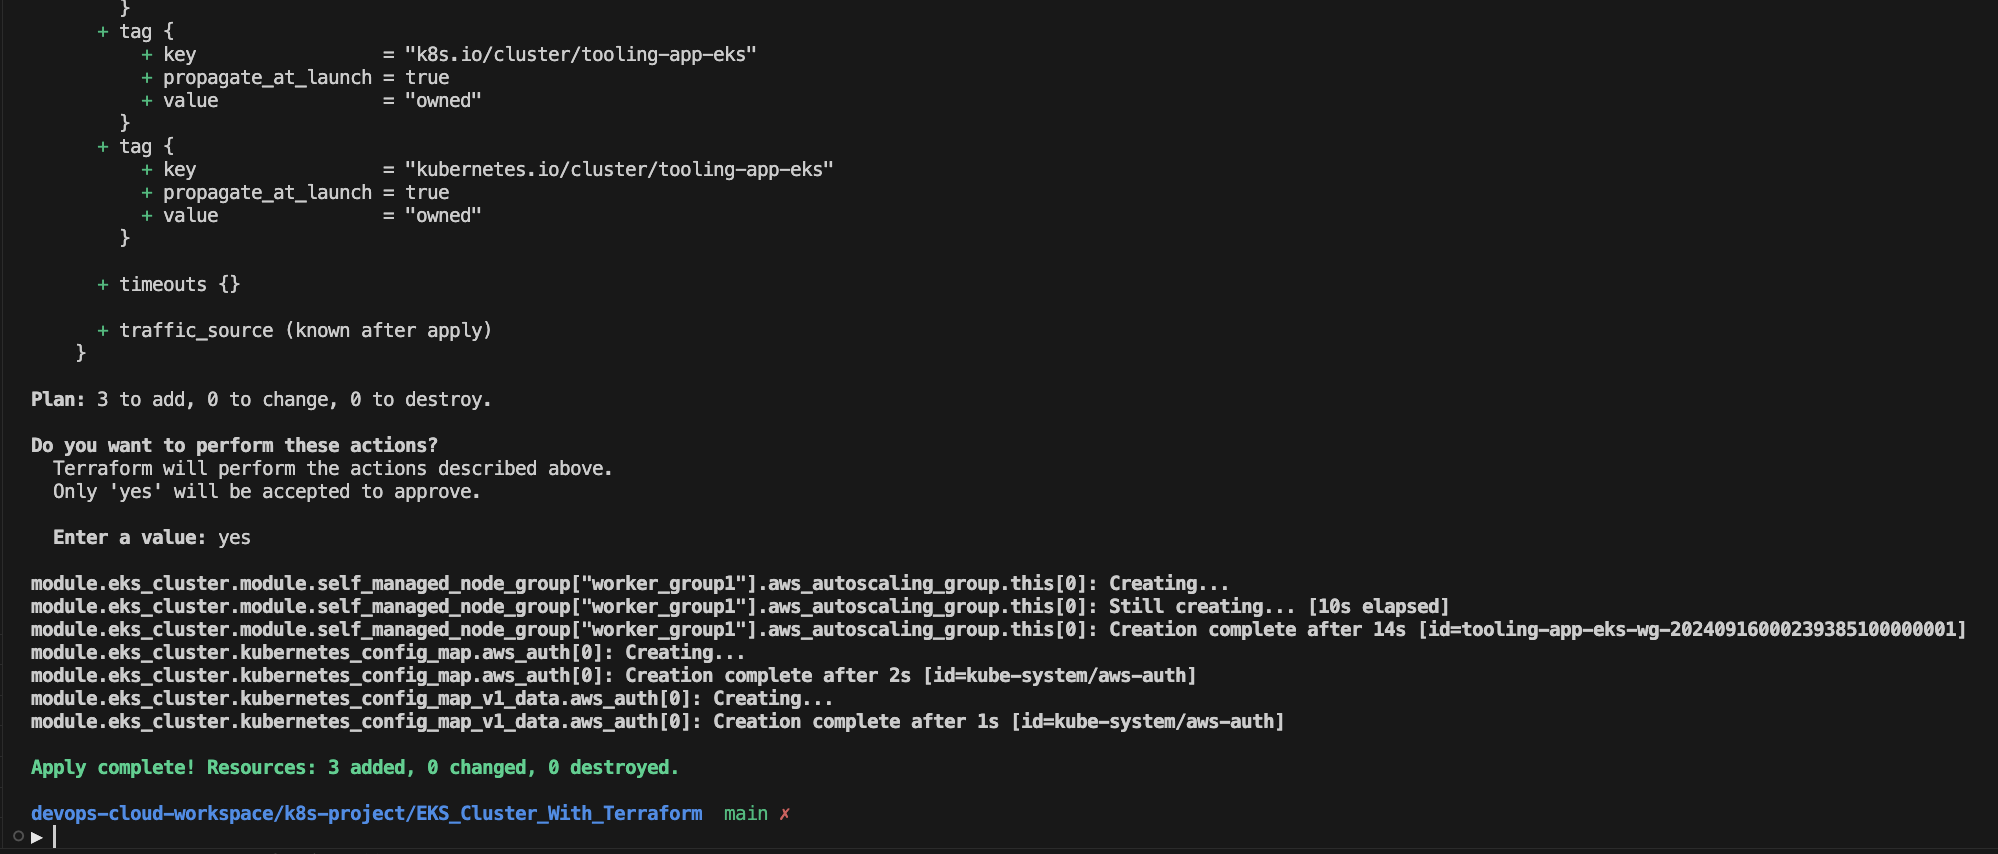 }
+ tag {
+ key                 = "k8s.io/cluster/tooling-app-eks"
+ propagate_at_launch = true
+ value               = "owned"
}
+ tag {
+ key                 = "kubernetes.io/cluster/tooling-app-eks"
+ propagate_at_launch = true
+ value               = "owned"
}
+ timeouts {}
+ traffic_source (known after apply)
}
Plan: 3 to add, 0 to change, 0 to destroy.
Do you want to perform these actions?
Terraform will perform the actions described above.
Only 'yes' will be accepted to approve.
Enter a value: yes
module.eks_cluster.module.self_managed_node_group["worker_group1"].aws_autoscaling_group.this[0]: Creating...
module.eks_cluster.module.self_managed_node_group["worker_group1"].aws_autoscaling_group.this[0]: Still creating... [10s elapsed]
module.eks_cluster.module.self_managed_node_group["worker_group1"].aws_autoscaling_group.this[0]: Creation complete after 14s [id=tooling-app-eks-wg-20240916000239385100000001]
module.eks_cluster.kubernetes_config_map.aws_auth[0]: Creating...
module.eks_cluster.kubernetes_config_map.aws_auth[0]: Creation complete after 2s [id=kube-system/aws-auth]
module.eks_cluster.kubernetes_config_map_v1_data.aws_auth[0]: Creating...
module.eks_cluster.kubernetes_config_map_v1_data.aws_auth[0]: Creation complete after 1s [id=kube-system/aws-auth]
Apply complete! Resources: 3 added, 0 changed, 0 destroyed.
devops-cloud-workspace/k8s-project/EKS_Cluster_With_Terraform  main ✗